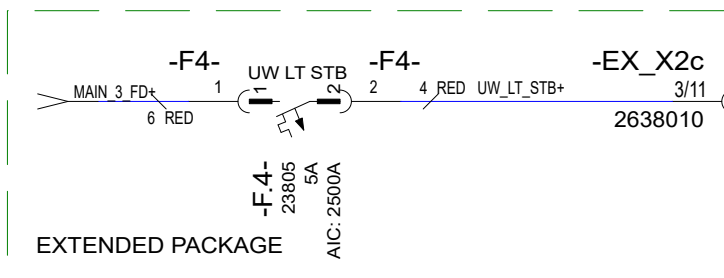 -F4-
UW LT STB
-F4-
-EX_X2c
MAIN_3_FD+
1
1
2
2
4 RED
UW_LT_STB+
3/11
6 RED
2638010
-F.4-
23805
5A
AIC: 2500A
EXTENDED PACKAGE